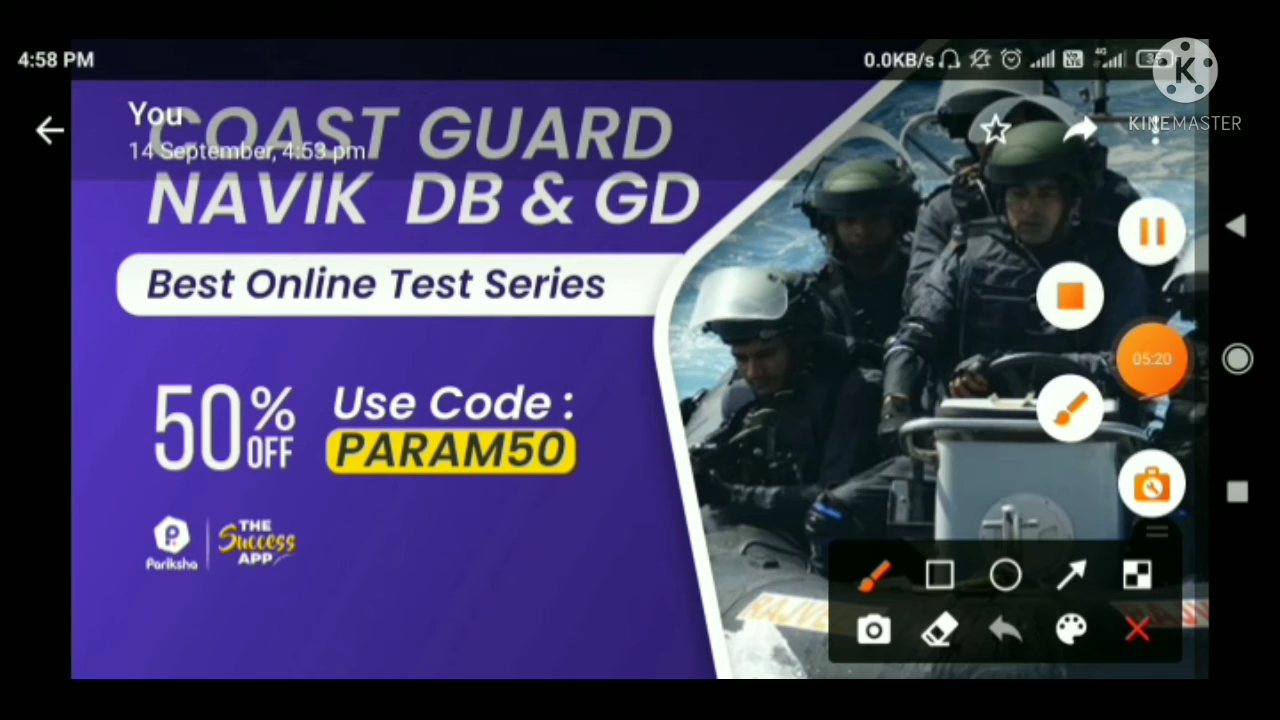 4:58 PM
0.0KB/s
4G
KINEMASTER
You
14 September, 4:53 pm
COAST GUARD
NAVIK DB & GD
Best Online Test Series
50% OFF
Use Code :
PARAM50
05:20
Pariksha
THE
Success
APP